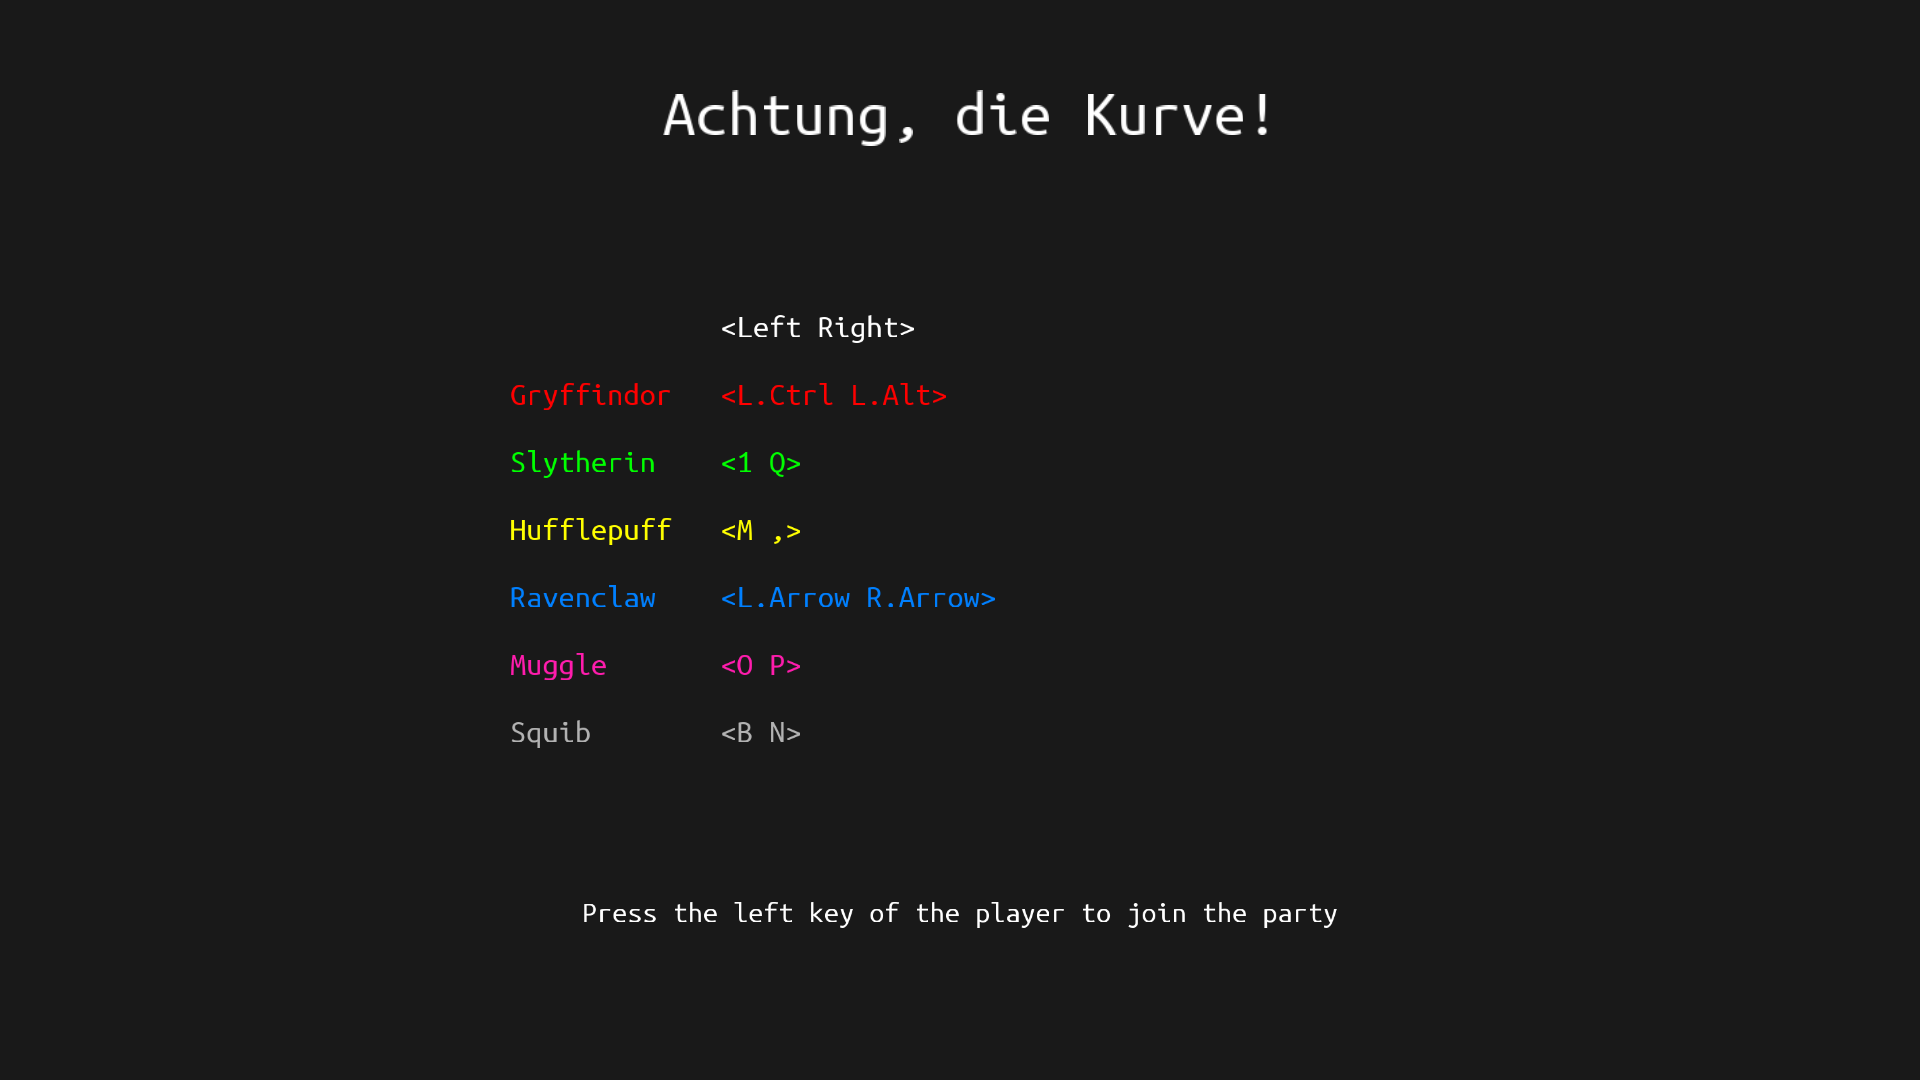 Achtung, die Kurve!
<Left Right>
Gryffindor <L.Ctrl L.Alt>
Slytherin <1 Q>
Hufflepuff <M ,>
Ravenclaw <L.Arrow R.Arrow>
Muggle <O P>
Squib <B N>
Press the left key of the player to join the party